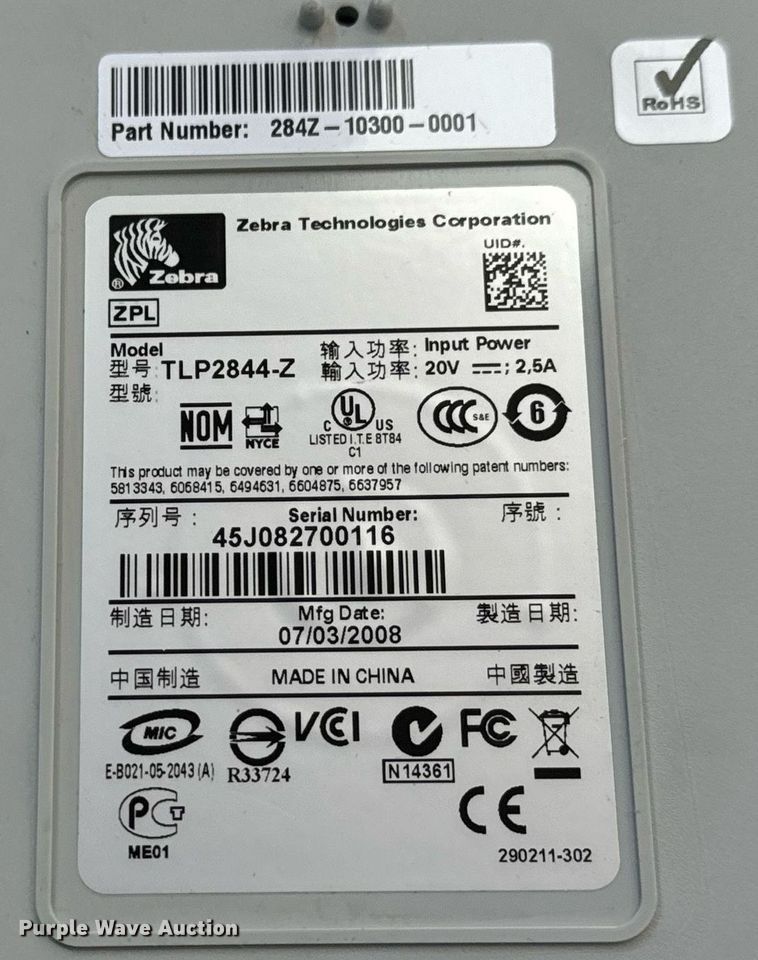 Part Number: 284Z-10300-0001
RoHS
Zebra Technologies Corporation
UID#.
® Zebra
ZPL
Model
型号:
型號:
TLP2844-Z
输入功率: Input Power
輸入功率: 20V ⎓; 2,5A
NOM
NYCE
C UL US
LISTED I.T.E 8T84
C1
CCC S&E
6
This product may be covered by one or more of the following patent numbers:
5813343, 6068415, 6494631, 6604875, 6637957
序列号: Serial Number: 序號:
45J082700116
制造日期: Mfg Date: 製造日期:
07/03/2008
中国制造 MADE IN CHINA 中國製造
MIC
VCI
FC
E-B021-05-2043 (A)
R33724
N14361
PCT
ME01
CE
290211-302
Purple Wave Auction